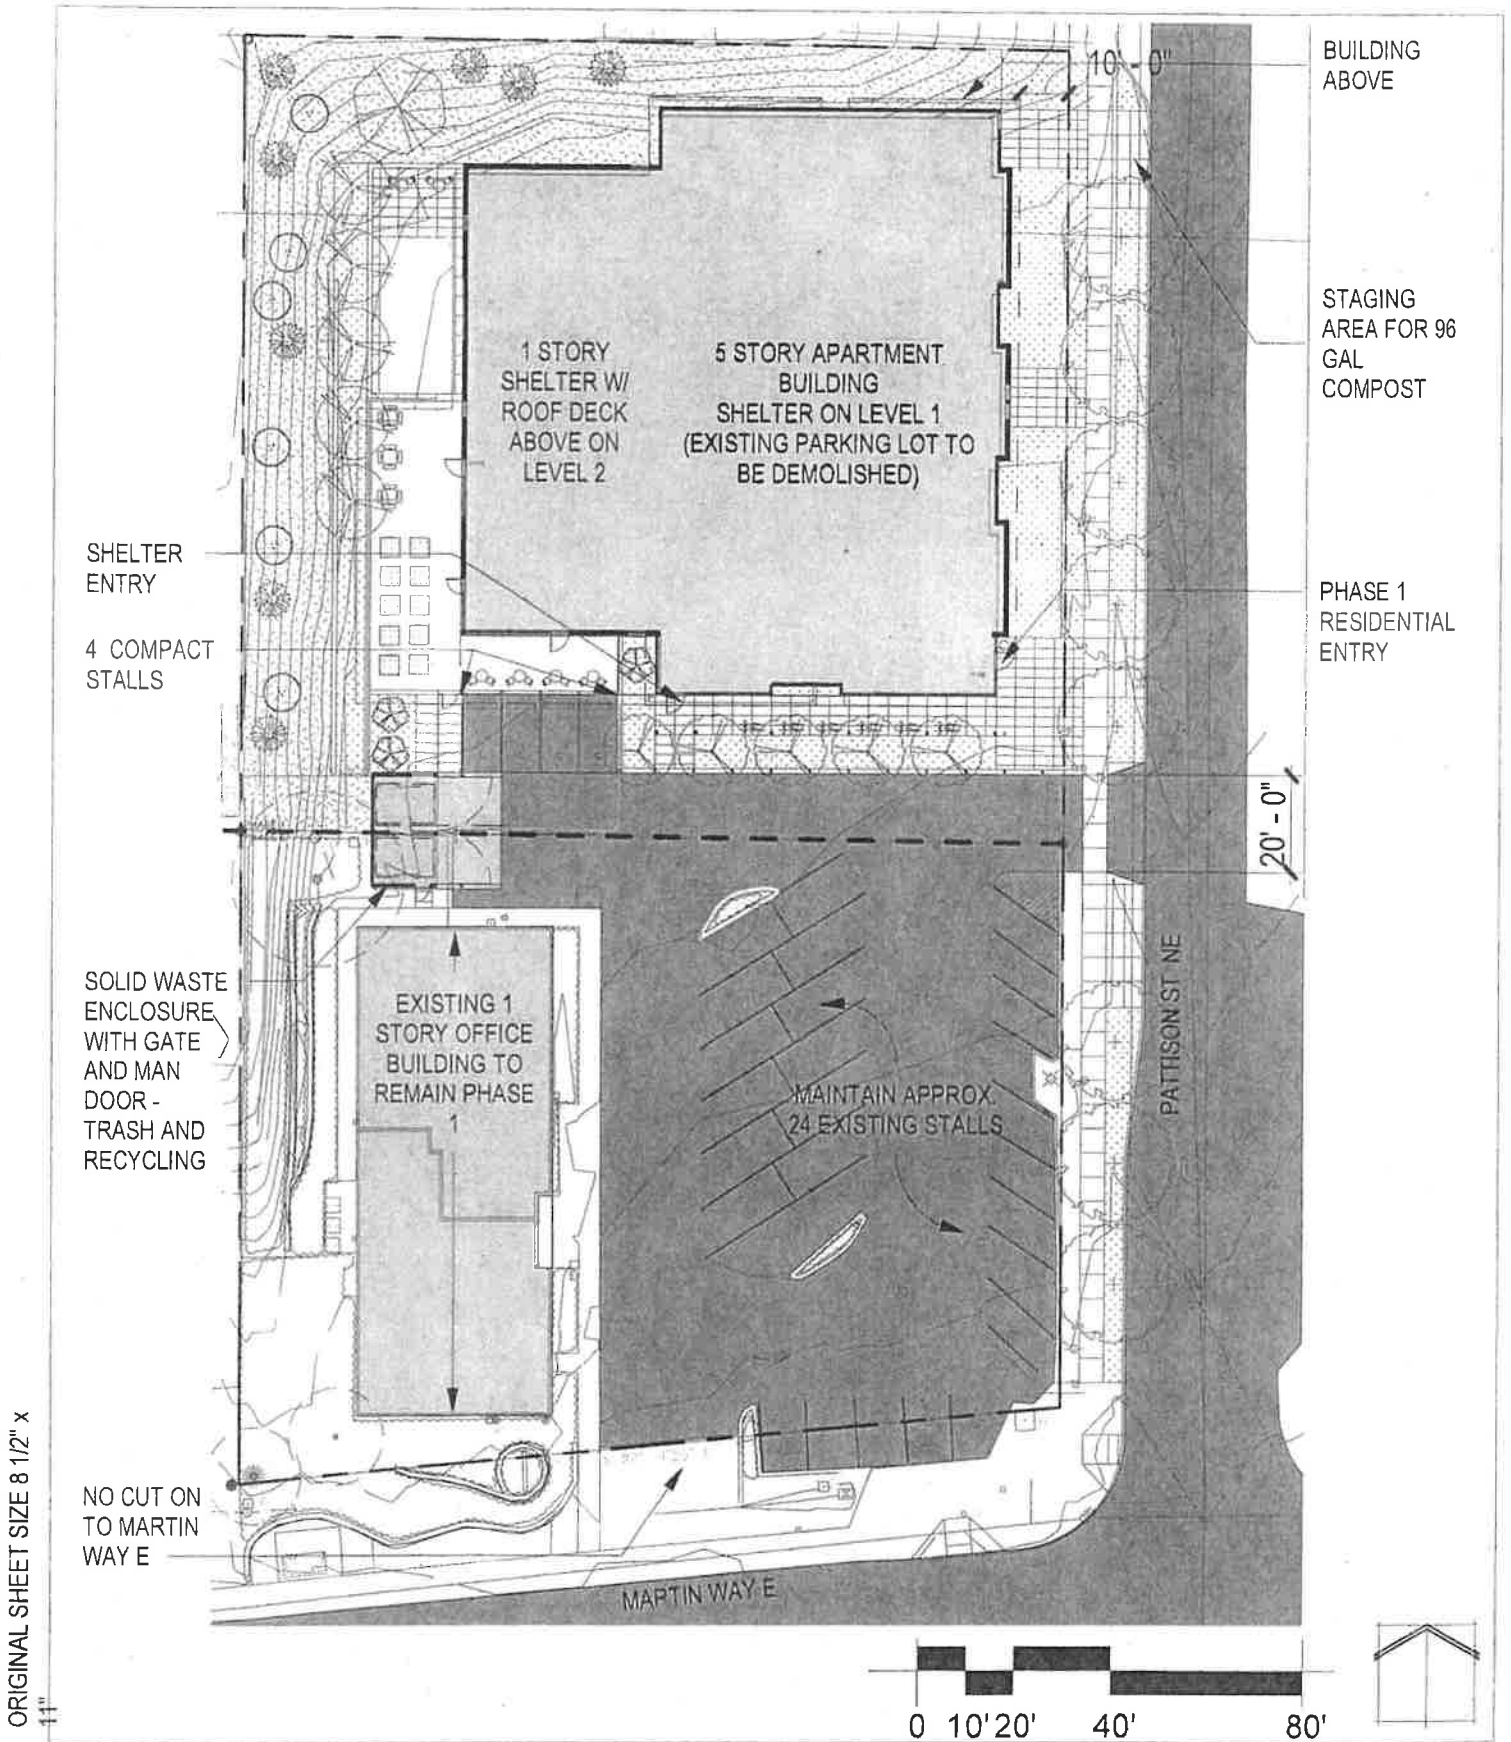 10' - 0"
BUILDING
ABOVE
STAGING
AREA FOR 96
GAL
COMPOST
1 STORY
SHELTER W/
ROOF DECK
ABOVE ON
LEVEL 2
5 STORY APARTMENT
BUILDING
SHELTER ON LEVEL 1
(EXISTING PARKING LOT TO
BE DEMOLISHED)
SHELTER
ENTRY
4 COMPACT
STALLS
PHASE 1
RESIDENTIAL
ENTRY
20' - 0"
SOLID WASTE
ENCLOSURE
WITH GATE
AND MAN
DOOR -
TRASH AND
RECYCLING
EXISTING 1
STORY OFFICE
BUILDING TO
REMAIN PHASE
1
MAINTAIN APPROX.
24 EXISTING STALLS
PATTISON ST NE
NO CUT ON
TO MARTIN
WAY E
MARTIN WAY E
ORIGINAL SHEET SIZE 8 1/2" x
11"
0 10' 20' 40' 80'